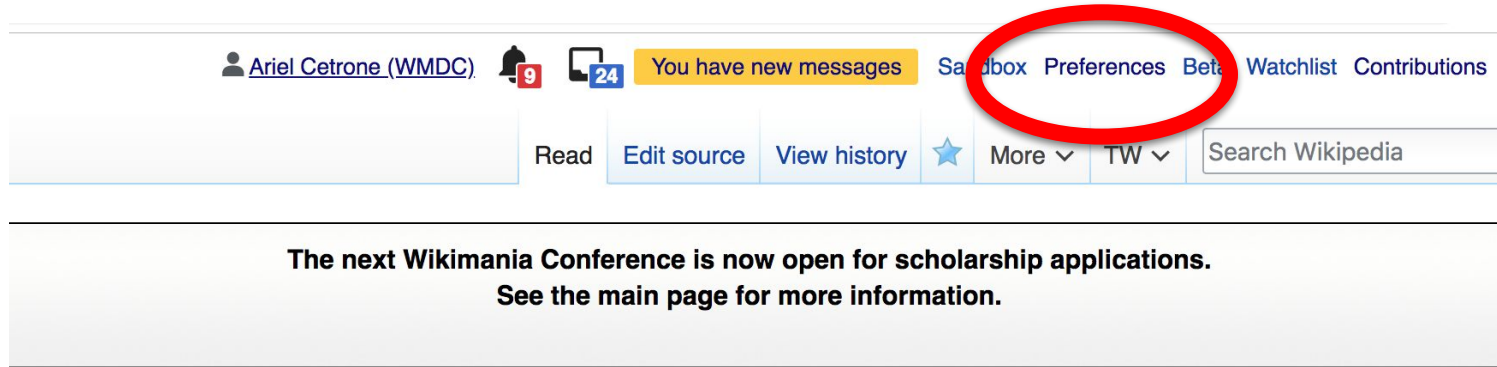 Ariel Cetrone (WMDC) 9 24 You have new messages Sandbox Preferences Beta Watchlist Contributions
Read Edit source View history More TW Search Wikipedia
The next Wikimania Conference is now open for scholarship applications.
See the main page for more information.